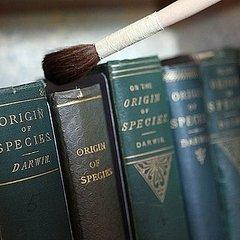 ORIGIN
OF
SPECIES
DARWIN.
ORIGIN
OF
SPECIES
ON THE
ORIGIN
OF
SPECIES
DARWIN.